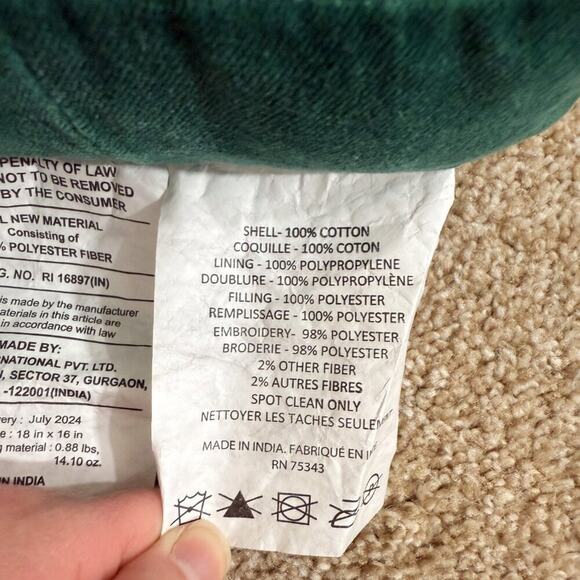 PENALTY OF LAW
NOT TO BE REMOVED
BY THE CONSUMER
NEW MATERIAL
Consisting of
% POLYESTER FIBER
NO. RI 16897(IN)
is made by the manufacturer
materials in this article are
in accordance with law
MADE BY:
PVT. LTD.
SECTOR 37, GURGAON,
-122001(INDIA)
: July 2024
: 18 in x 16 in
material : 0.88 lbs,
14.10 oz.
IN INDIA
SHELL- 100% COTTON
COQUILLE - 100% COTON
LINING - 100% POLYPROPYLENE
DOUBLURE - 100% POLYPROPYLÈNE
FILLING - 100% POLYESTER
REMPLISSAGE - 100% POLYESTER
EMBROIDERY- 98% POLYESTER
BRODERIE - 98% POLYESTER
2% OTHER FIBER
2% AUTRES FIBRES
SPOT CLEAN ONLY
NETTOYER LES TACHES
MADE IN INDIA. FABRIQUÉ EN
RN 75343